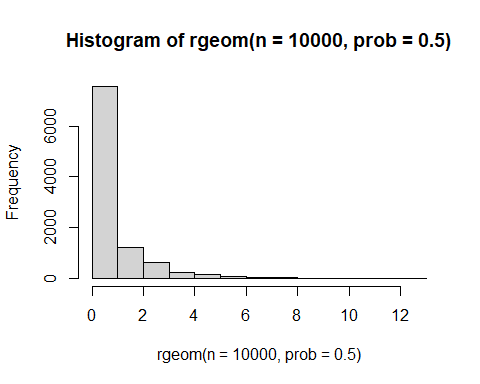 Histogram of rgeom(n = 10000, prob = 0.5)
Frequency
6000
4000
2000
0
0 2 4 6 8 10 12
rgeom(n = 10000, prob = 0.5)